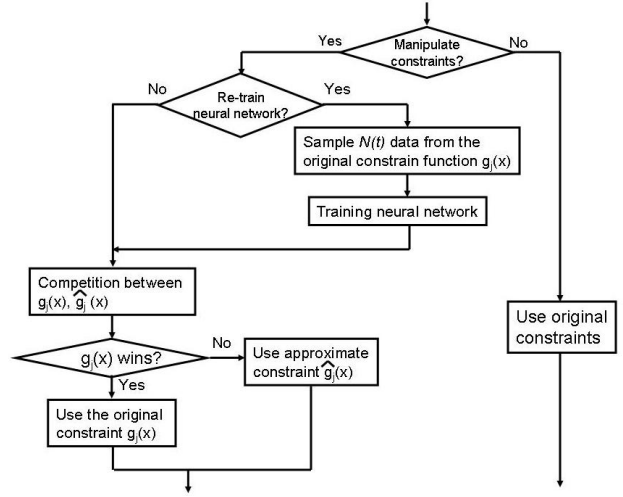 Yes
Manipulate
constraints?
No
No
Re-train
neural network?
Yes
Sample N(t) data from the
original constrain function gj(x)
Training neural network
Competition between
gj(x), ĝj (x)
gj(x) wins?
No
Yes
Use approximate
constraint ĝj(x)
Use the original
constraint gj(x)
Use original
constraints